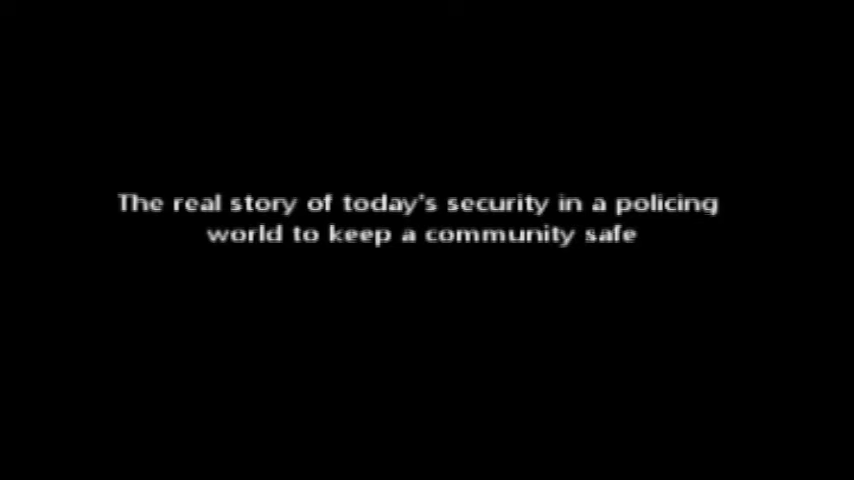 The real story of today's security in a policing
world to keep a community safe